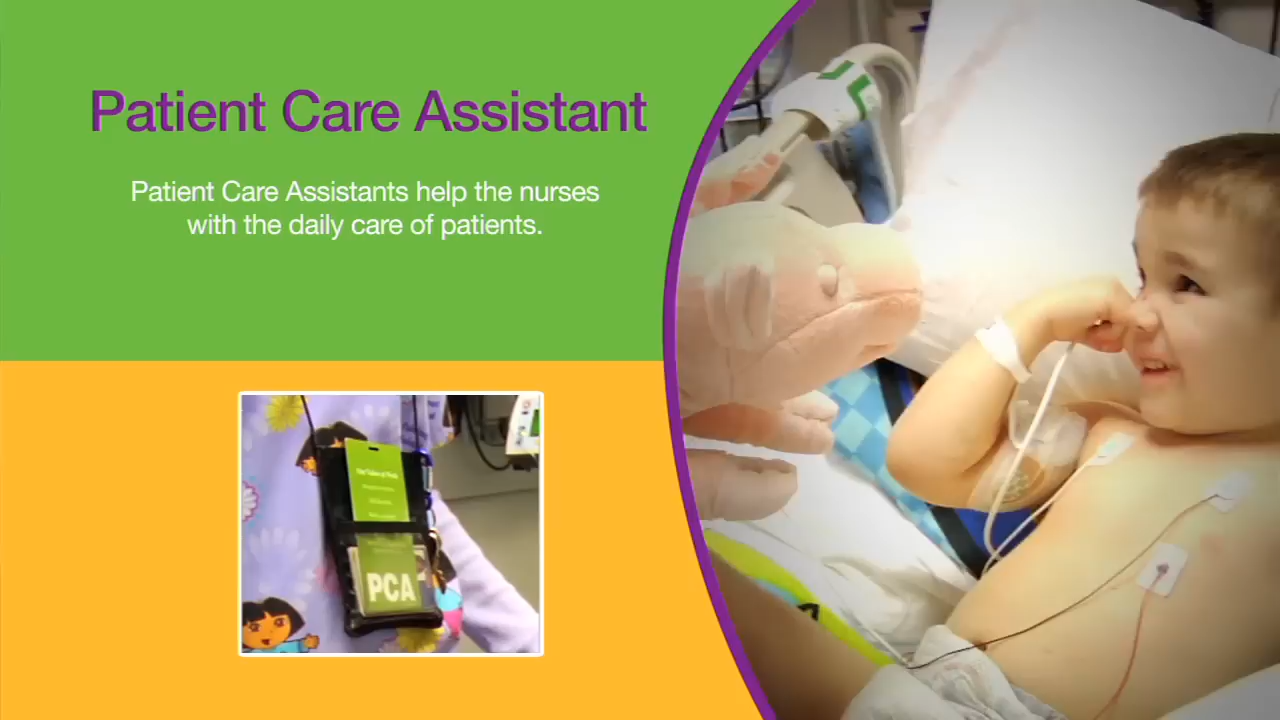 Patient Care Assistant
Patient Care Assistants help the nurses
with the daily care of patients.
PCA